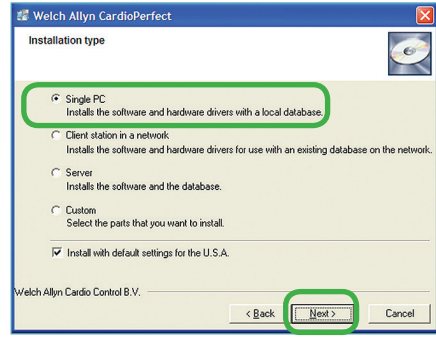 Welch Allyn CardioPerfect
Installation type
Single PC
Installs the software and hardware drivers with a local database.
Client station in a network
Installs the software and hardware drivers for use with an existing database on the network.
Server
Installs the software and the database.
Custom
Select the parts that you want to install.
Install with default settings for the U.S.A.
Welch Allyn Cardio Control B.V.
< Back
Next >
Cancel